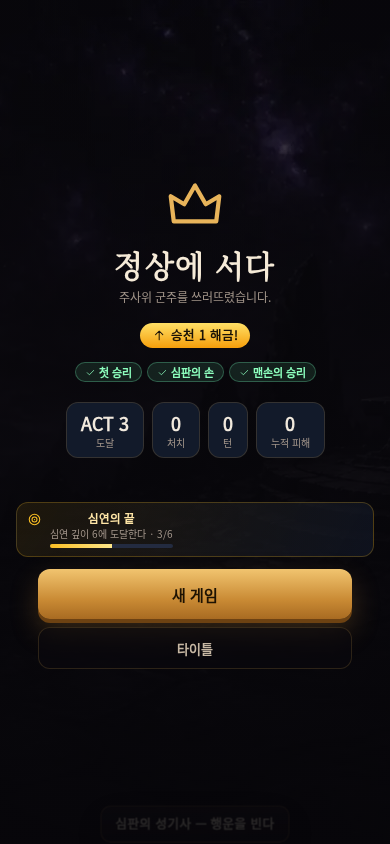 정상에 서다
주사위 군주를 쓰러뜨렸습니다.
↑ 승천 1 해금!
✓ 첫 승리 ✓ 심판의 손 ✓ 맨손의 승리
ACT 3 0 0 0
도달 처치 턴 누적 피해
심연의 끝
심연 깊이 6에 도달한다 · 3/6
새 게임
타이틀
심판의 성기사 — 행운을 빈다